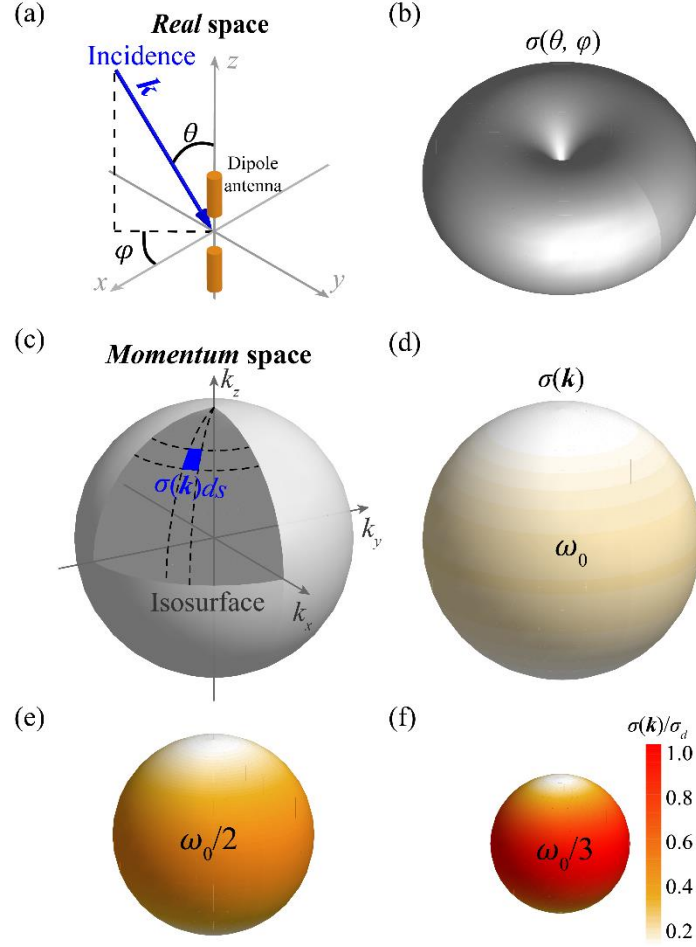 (a)
Real space
Incidence
k
z
θ
Dipole
antenna
φ
x
y
(b)
σ(θ, φ)
(c)
Momentum space
k_z
σ(k)ds
k_y
Isosurface
k_x
(d)
σ(k)
ω_0
(e)
ω_0/2
(f)
σ(k)/σ_d
ω_0/3
1.0
0.8
0.6
0.4
0.2